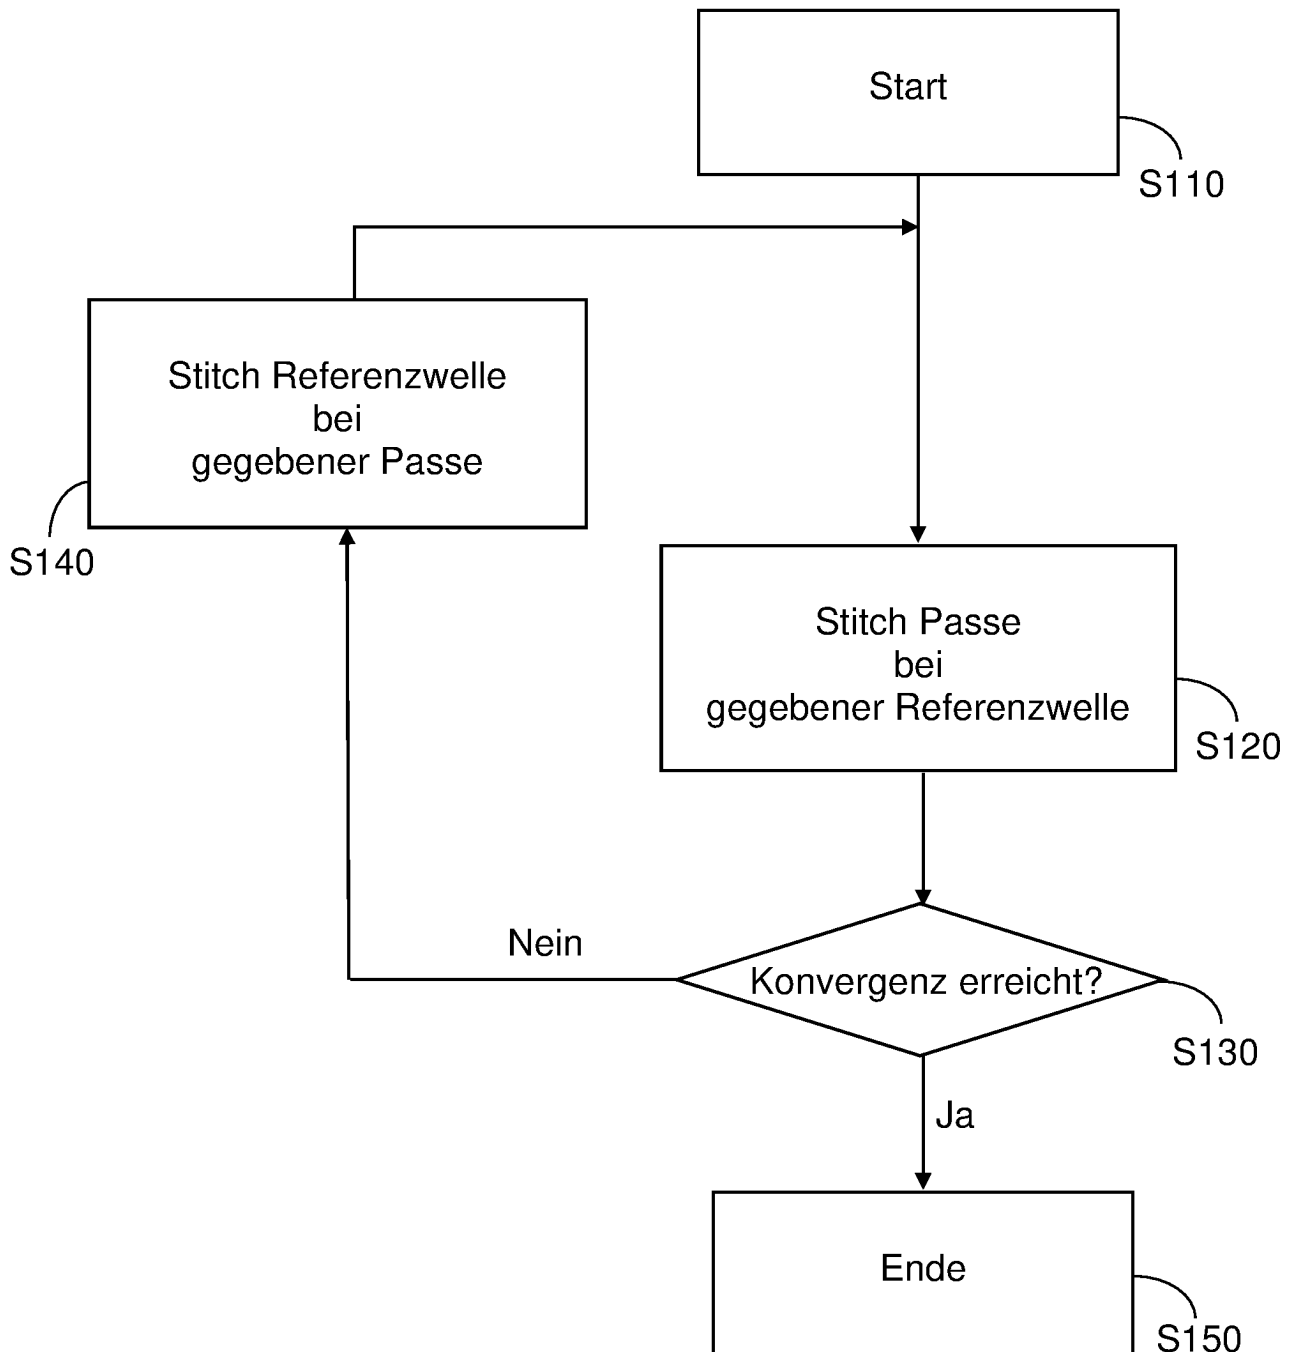 Start
S110
Stitch Referenzwelle
bei
gegebener Passe
S140
Stitch Passe
bei
gegebener Referenzwelle
S120
Nein
Konvergenz erreicht?
S130
Ja
Ende
S150